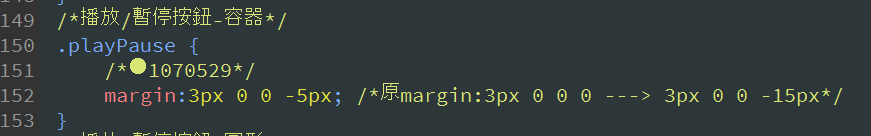 149 /*播放/暫停按鈕-容器*/
150 .playPause {
151 /*●1070529*/
152 margin:3px 0 0 -5px; /*原margin:3px 0 0 0 ---> 3px 0 0 -15px*/
153 }